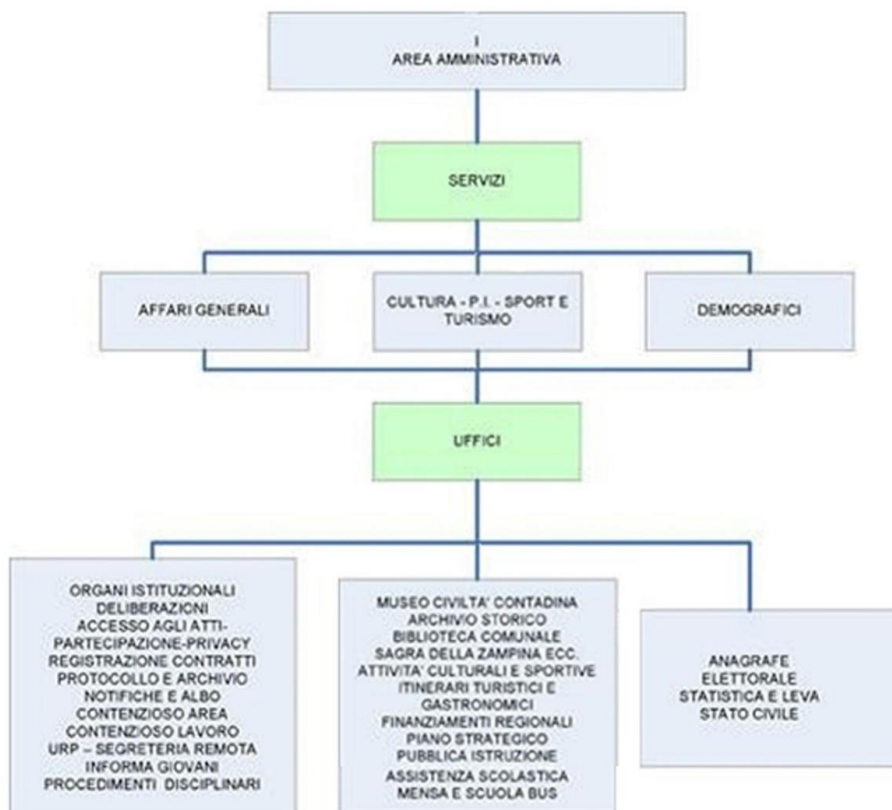 I
AREA AMMINISTRATIVA
SERVIZI
AFFARI GENERALI
CULTURA - P.I. - SPORT E
TURISMO
DEMOGRAFICI
UFFICI
ORGANI ISTITUZIONALI
DELIBERAZIONI
ACCESSO AGLI ATTI-
PARTECIPAZIONE-PRIVACY
REGISTRAZIONE CONTRATTI
PROTOCOLLO E ARCHIVIO
NOTIFICHE E ALBO
CONTENZIOSO AREA
CONTENZIOSO LAVORO
URP – SEGRETERIA REMOTA
INFORMA GIOVANI
PROCEDIMENTI DISCIPLINARI
MUSEO CIVILTA' CONTADINA
ARCHIVIO STORICO
BIBLIOTECA COMUNALE
SAGRA DELLA ZAMPINA ECC.
ATTIVITA' CULTURALI E SPORTIVE
ITINERARI TURISTICI E
GASTRONOMICI
FINANZIAMENTI REGIONALI
PIANO STRATEGICO
PUBBLICA ISTRUZIONE
ASSISTENZA SCOLASTICA
MENSA E SCUOLA BUS
ANAGRAFE
ELETTORALE
STATISTICA E LEVA
STATO CIVILE